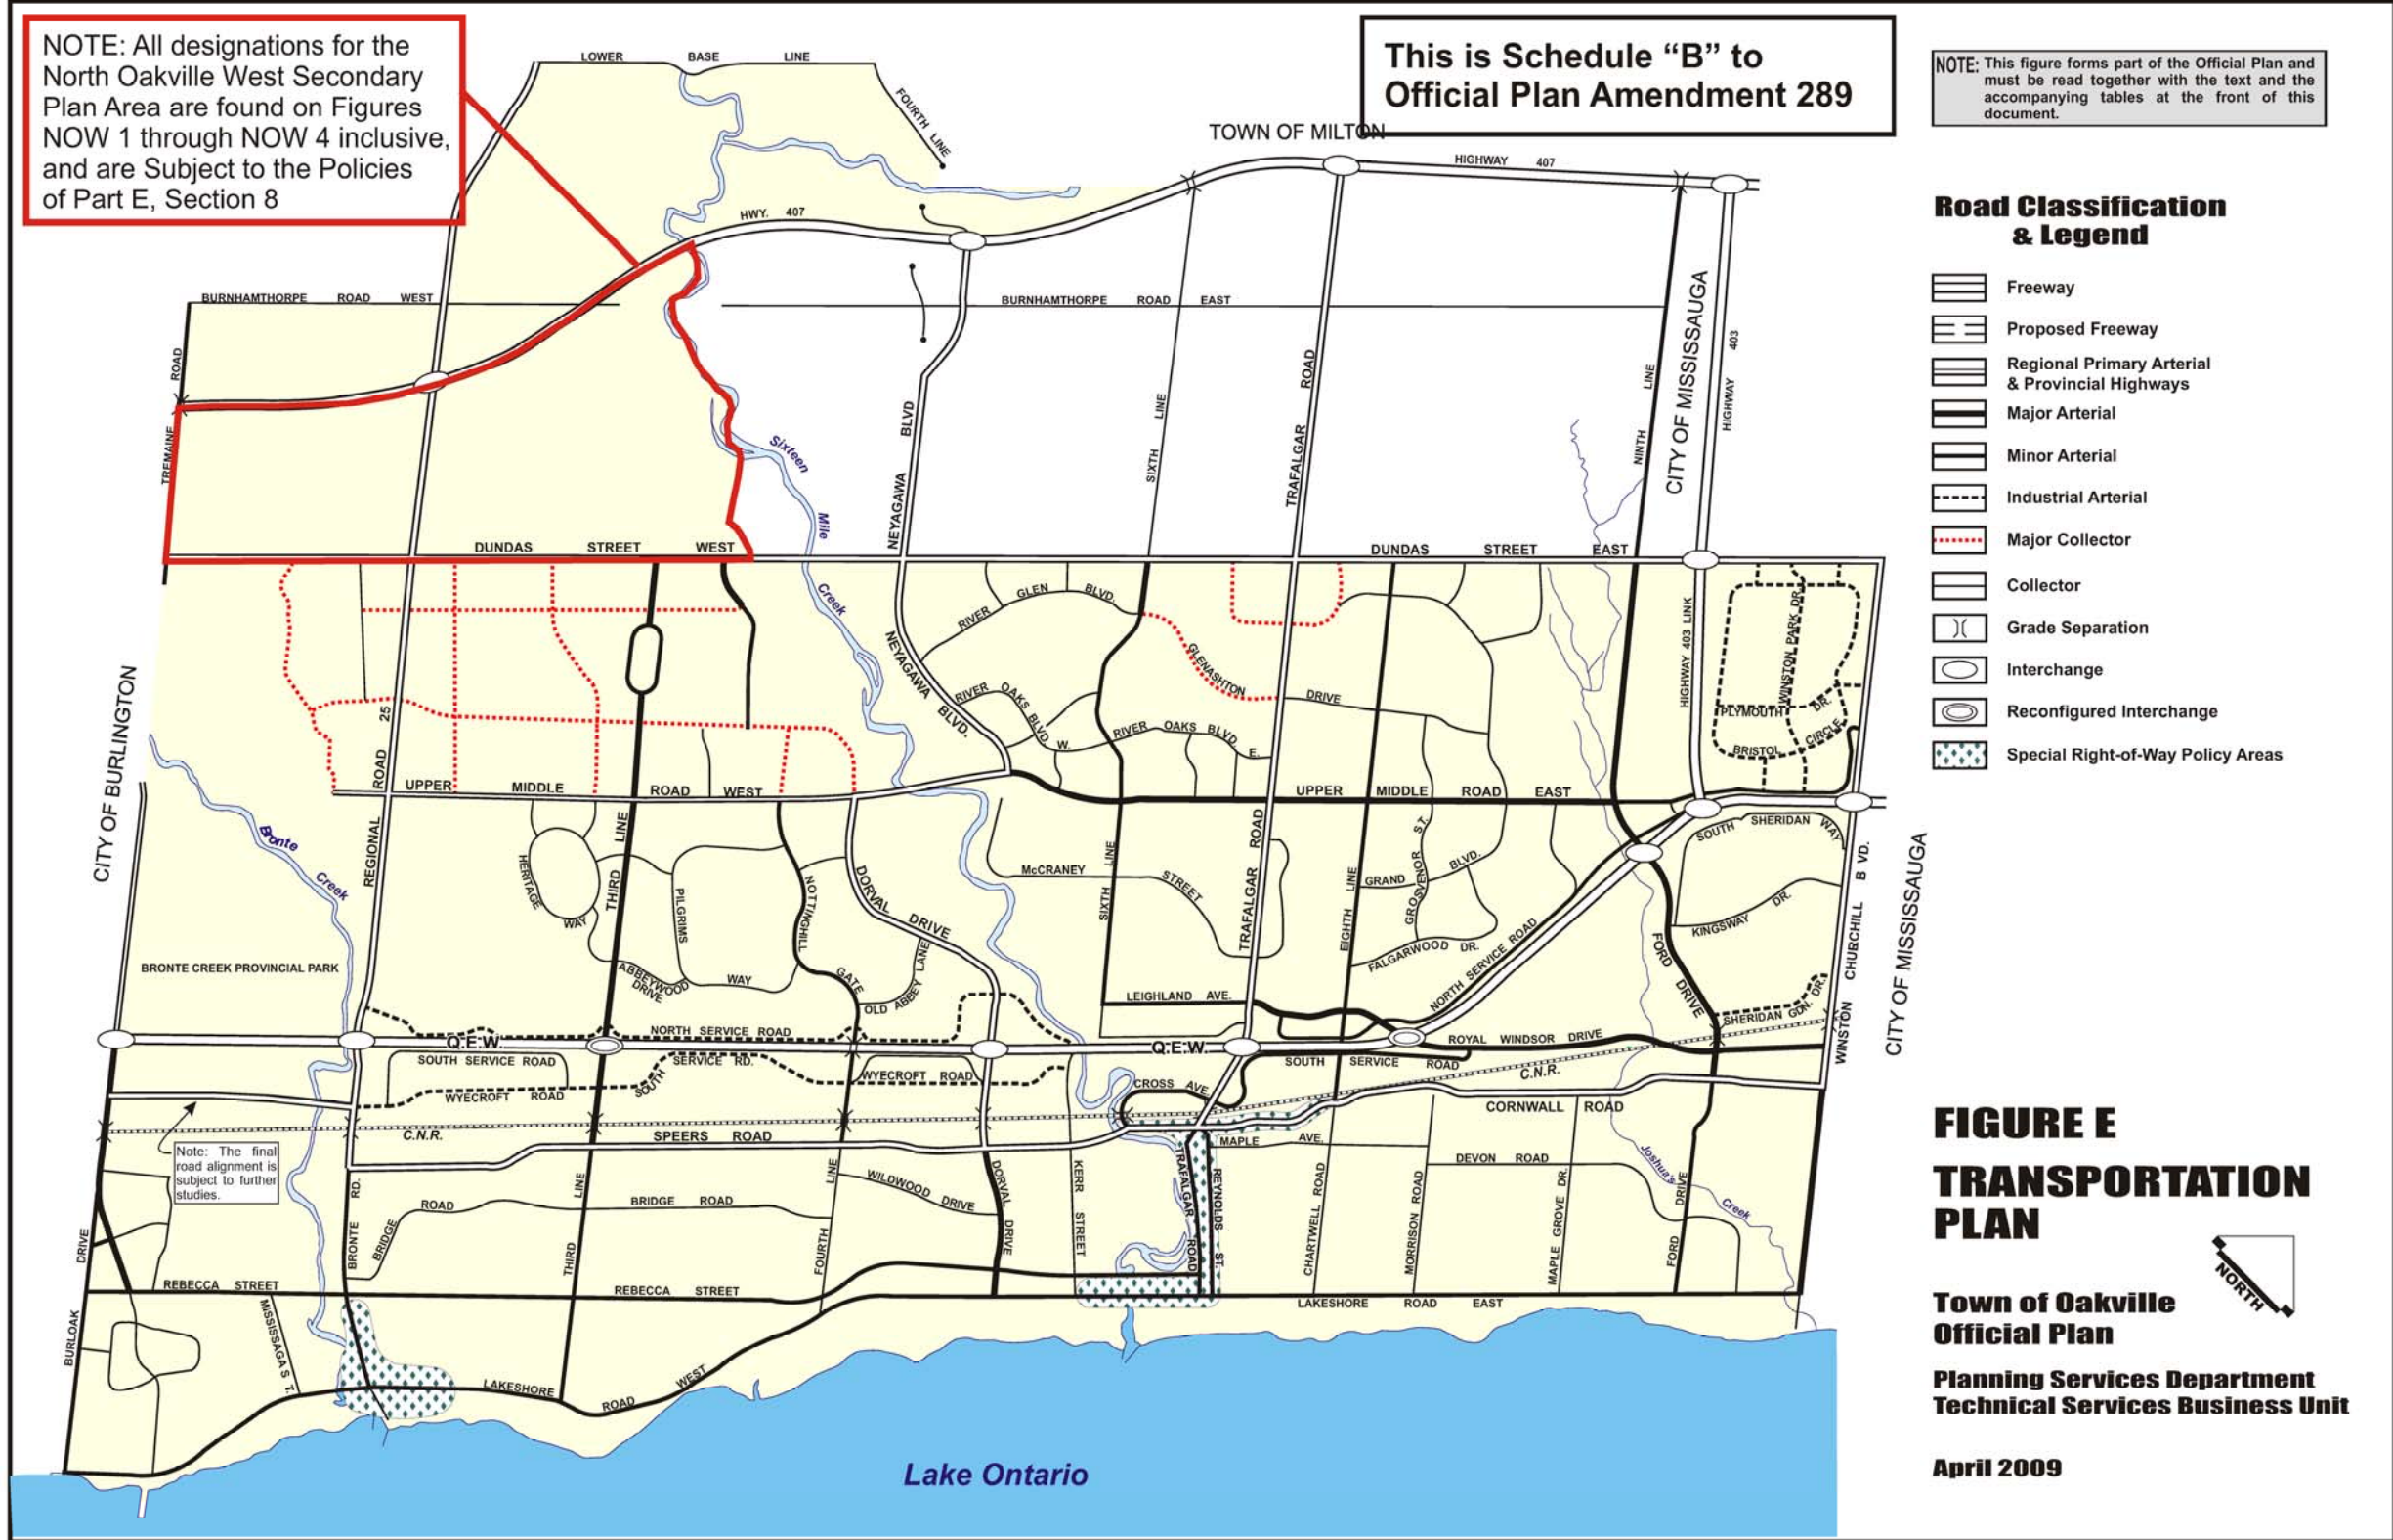 NOTE: All designations for the
North Oakville West Secondary
Plan Area are found on Figures
NOW 1 through NOW 4 inclusive,
and are Subject to the Policies
of Part E, Section 8
This is Schedule “B” to
Official Plan Amendment 289
NOTE: This figure forms part of the Official Plan and
must be read together with the text and the
accompanying tables at the front of this
document.
LOWER BASE LINE
FOURTH LINE
TOWN OF MILTON
HIGHWAY 407
HWY. 407
BURNHAMTHORPE ROAD WEST
BURNHAMTHORPE ROAD EAST
TREMAINE ROAD
NEYAGAWA BLVD
SIXTH LINE
TRAFALGAR ROAD
NINTH LINE
CITY OF MISSISSAUGA
HIGHWAY 403
Sixteen Mile Creek
DUNDAS STREET WEST
DUNDAS STREET EAST
RIVER GLEN BLVD.
NEYAGAWA BLVD.
RIVER OAKS BLVD. W.
RIVER OAKS BLVD. E.
GLENASHTON DRIVE
HIGHWAY 403 LINK
WINSTON PARK DR.
PLYMOUTH DR.
BRISTOL CIRCLE
CITY OF BURLINGTON
REGIONAL ROAD 25
UPPER MIDDLE ROAD WEST
UPPER MIDDLE ROAD EAST
Bronte Creek
HERITAGE WAY
THIRD LINE
PILGRIMS WAY
NOTTINGHILL GATE
DORVAL DRIVE
OLD ABBEY LANE
ABBEYWOOD DRIVE
McCRANEY STREET
SIXTH LINE
TRAFALGAR ROAD
EIGHTH LINE
GRAND BLVD.
GROSVENOR ST.
FALGARWOOD DR.
NORTH SERVICE ROAD
SOUTH SHERIDAN WAY
KINGSWAY DR.
FORD DRIVE
SHERIDAN GDN. DR.
WINSTON CHURCHILL B VD.
CITY OF MISSISSAUGA
BRONTE CREEK PROVINCIAL PARK
LEIGHLAND AVE.
NORTH SERVICE ROAD
Q.E.W.
Q.E.W.
ROYAL WINDSOR DRIVE
SOUTH SERVICE ROAD
SOUTH SERVICE RD.
WYECROFT ROAD
WYECROFT ROAD
CROSS AVE.
SOUTH SERVICE ROAD
C.N.R.
C.N.R.
CORNWALL ROAD
SPEERS ROAD
Note: The final
road alignment is
subject to further
studies.
MAPLE AVE.
DEVON ROAD
BRIDGE ROAD
BRIDGE ROAD
BRONTE RD.
THIRD LINE
FOURTH LINE
WILDWOOD DRIVE
DORVAL DRIVE
KERR STREET
TRAFALGAR ROAD
REYNOLDS ST.
CHARTWELL ROAD
MORRISON ROAD
MAPLE GROVE DR.
FORD DRIVE
Joshua's Creek
BURLOAK DRIVE
REBECCA STREET
REBECCA STREET
MISSISSAGA S T.
LAKESHORE ROAD WEST
LAKESHORE ROAD EAST
Lake Ontario
Road Classification
& Legend
Freeway
Proposed Freeway
Regional Primary Arterial
& Provincial Highways
Major Arterial
Minor Arterial
Industrial Arterial
Major Collector
Collector
Grade Separation
Interchange
Reconfigured Interchange
Special Right-of-Way Policy Areas
FIGURE E
TRANSPORTATION
PLAN
NORTH
Town of Oakville
Official Plan
Planning Services Department
Technical Services Business Unit
April 2009